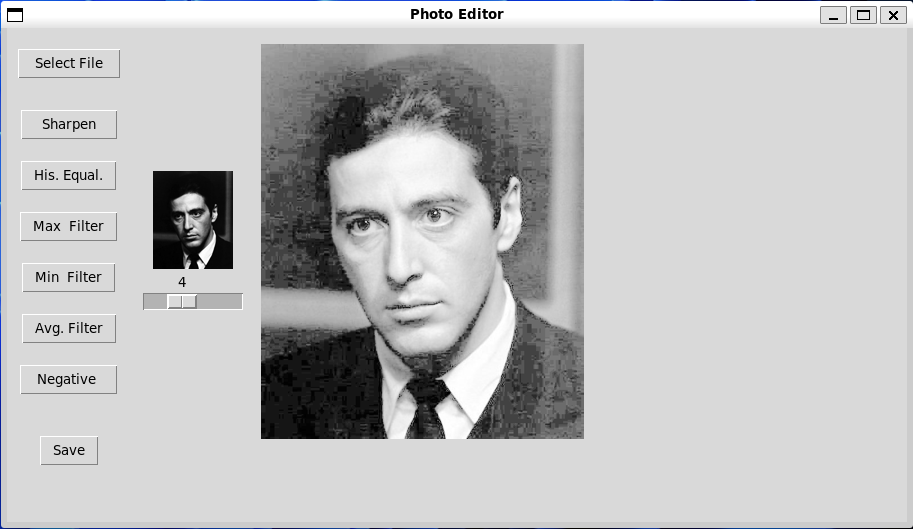 Photo Editor
Select File
Sharpen
His. Equal.
Max  Filter
Min  Filter
4
Avg. Filter
Negative
Save